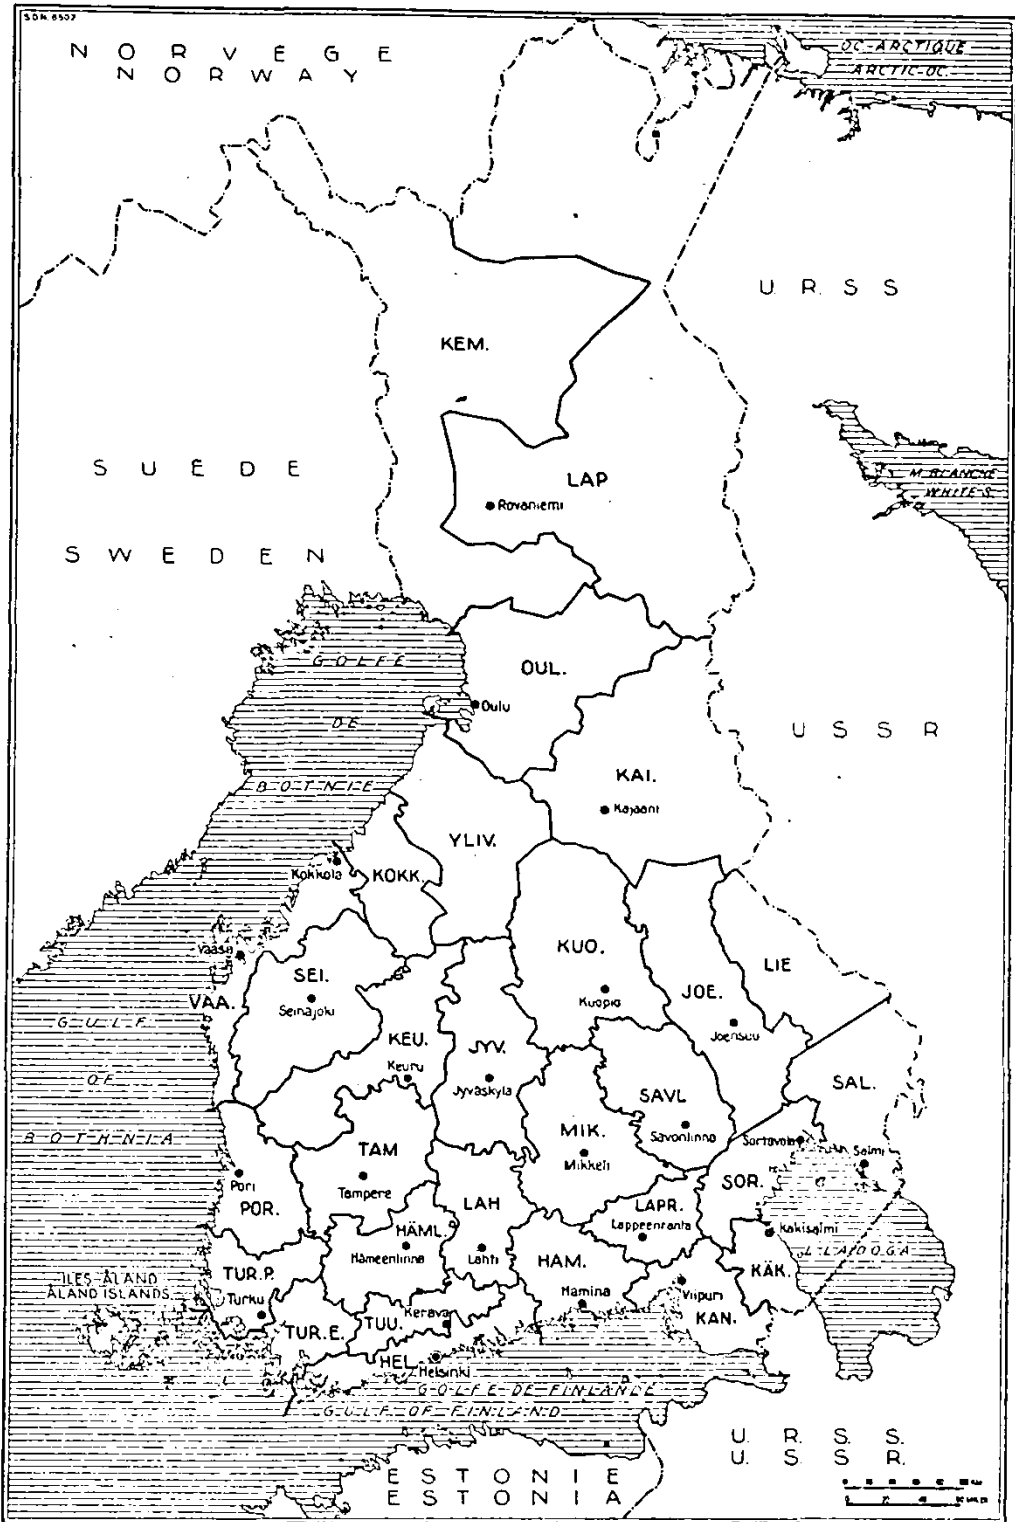 SDN 8507
NORVEGE
NORWAY
OC-ARCTIQUE
ARCTIC-OC.
U. R. S S
KEM.
SUEDE
LAP
Rovaniemi
M. BLANCHE
WHITE S.
SWEDEN
GOLFE
OUL.
Oulu
DE
USSR
BOTNIE
KAI.
Kajaani
YLIV.
Kokkola
KOKK.
Vaasa
SEI.
KUO.
LIE
VAA.
Seinäjoki
Kuopio
JOE.
GULF
KEU.
JYV.
Joensuu
OF
Keuru
Jyväskylä
SAL.
SAVL
BOTHNIA
TAM
MIK.
Savonlinna
Sortavala
Mikkeli
Salmi
Pori
Tampere
SOR.
POR.
LAH
LAPR.
HÄML.
Lappeenranta
Käkisalmi
Hämeenlinna
Lahti
HAM.
L. LADOGA
TUR.P.
KÄK.
ILES ÅLAND
ÅLAND ISLANDS
Turku
Hamina
Viipuri
TUR.E.
TUU.
Kerava
KAN.
HEL.
Helsinki
GOLFE-DE-FINLANDE
GULF OF FINLAND
U. R. S. S.
U. S. S. R.
ESTONIE
ESTONIA